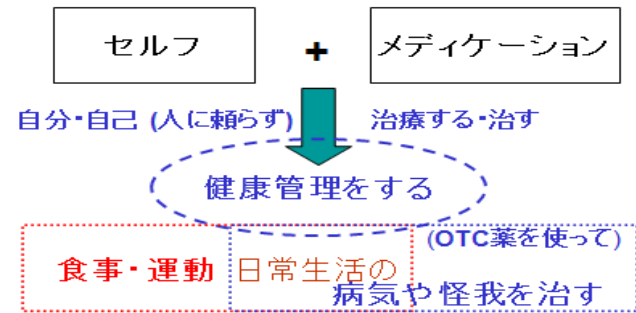 セルフ + メディケーション
自分・自己 (人に頼らず) 治療する・治す
健康管理をする
(OTC薬を使って)
食事・運動 日常生活の
病気や怪我を治す